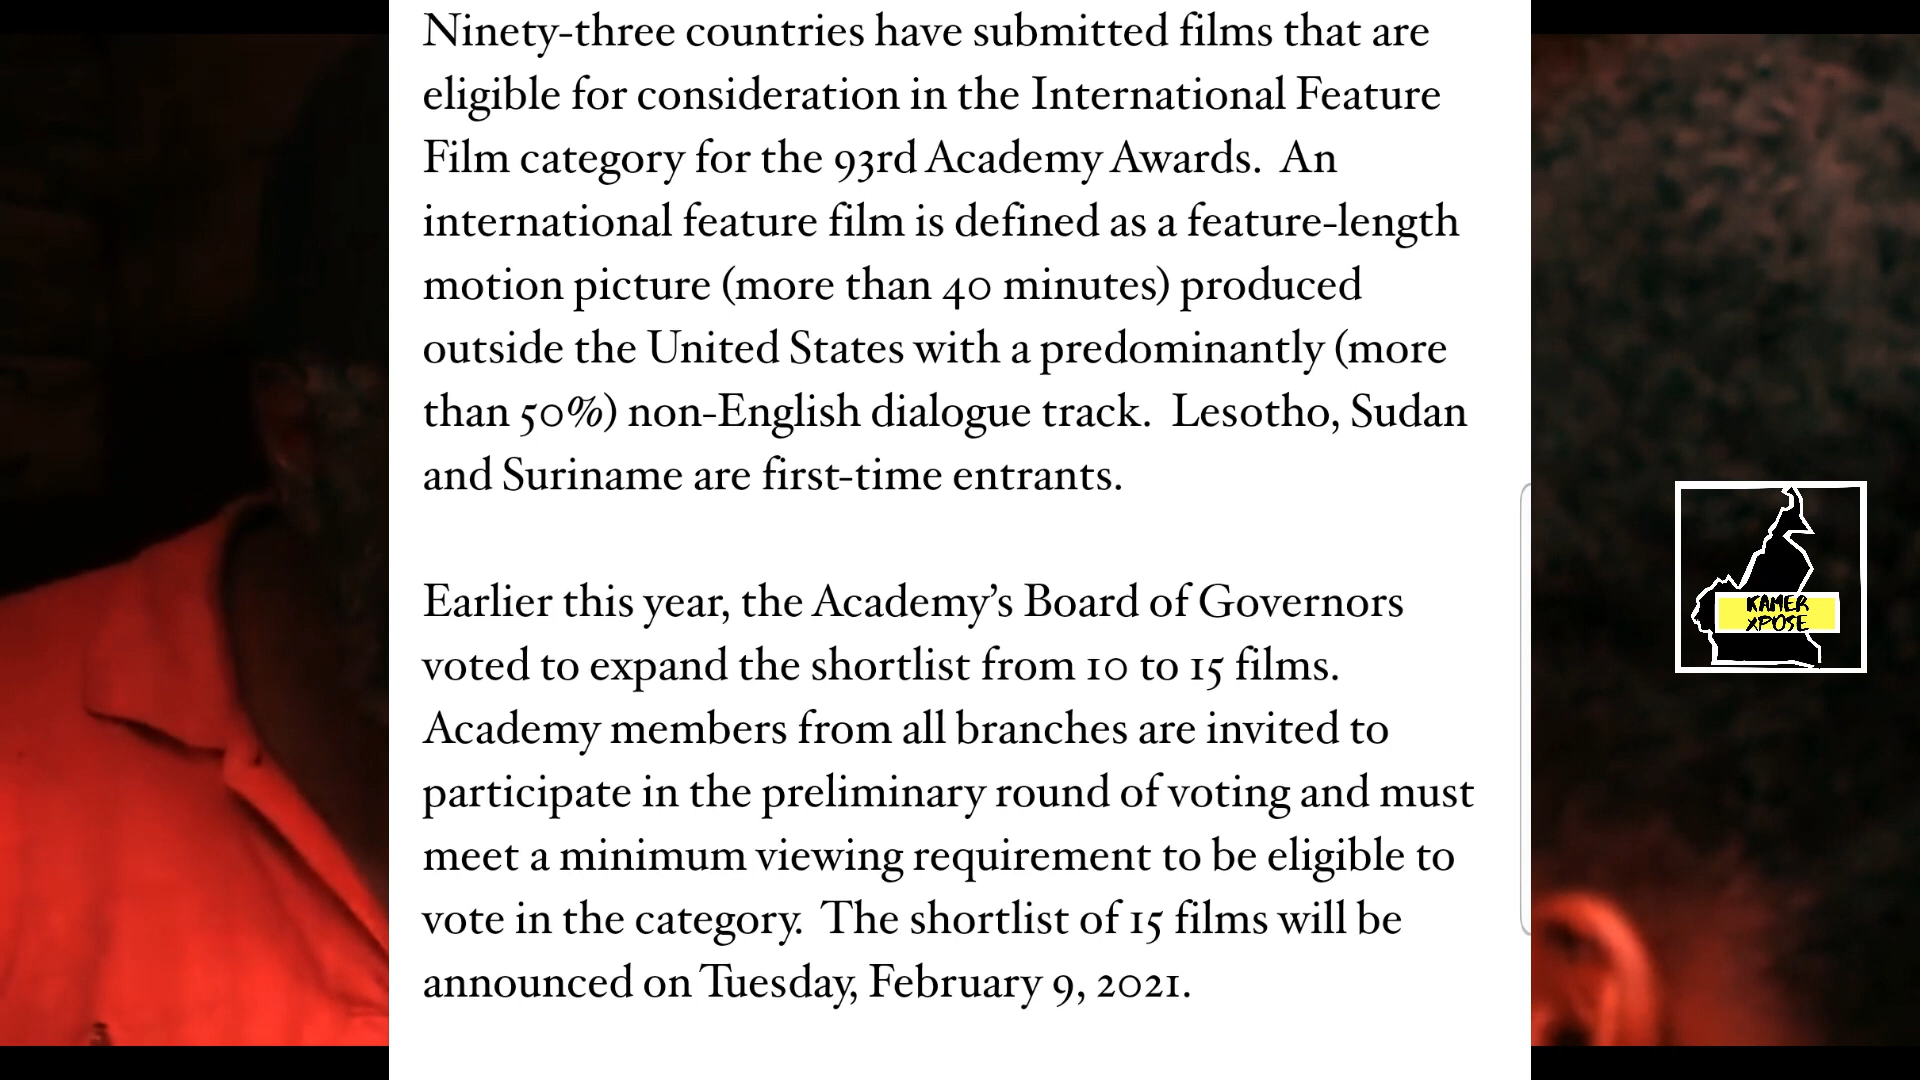 Ninety-three countries have submitted films that are
eligible for consideration in the International Feature
Film category for the 93rd Academy Awards.  An
international feature film is defined as a feature-length
motion picture (more than 40 minutes) produced
outside the United States with a predominantly (more
than 50%) non-English dialogue track.  Lesotho, Sudan
and Suriname are first-time entrants.
Earlier this year, the Academy’s Board of Governors
voted to expand the shortlist from 10 to 15 films.
Academy members from all branches are invited to
participate in the preliminary round of voting and must
meet a minimum viewing requirement to be eligible to
vote in the category.  The shortlist of 15 films will be
announced on Tuesday, February 9, 2021.
KAMER
XPOSE